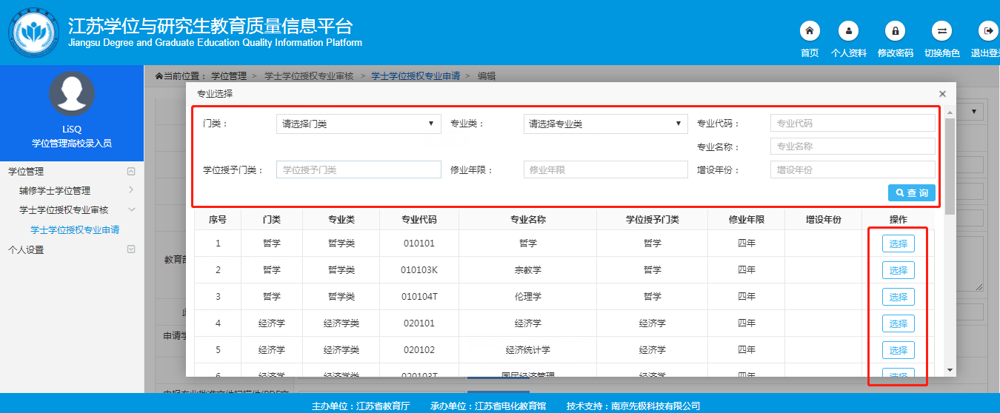 江苏学位与研究生教育质量信息平台
Jiangsu Degree and Graduate Education Quality Information Platform
首页 个人资料 修改密码 切换角色 退出登
LiSQ
学位管理高校录入员
学位管理
辅修学士学位管理
学士学位授权专业审核
学士学位授权专业申请
个人设置
当前位置： 学位管理 > 学士学位授权专业审核 > 学士学位授权专业申请 > 编辑
专业选择 ×
门类： 请选择门类 专业类： 请选择专业类 专业代码： 专业代码
专业名称： 专业名称
学位授予门类： 学位授予门类 修业年限： 修业年限 增设年份： 增设年份
查询
序号 门类 专业类 专业代码 专业名称 学位授予门类 修业年限 增设年份 操作
1 哲学 哲学类 010101 哲学 哲学 四年 选择
2 哲学 哲学类 010103K 宗教学 哲学 四年 选择
3 哲学 哲学类 010104T 伦理学 哲学 四年 选择
4 经济学 经济学类 020101 经济学 经济学 四年 选择
5 经济学 经济学类 020102 经济统计学 经济学 四年 选择
6 经济学 经济学类 020103T 国民经济管理 经济学 四年 选择
教育部
申请学
申报专业批准文件扫描件(PDF文
主办单位：江苏省教育厅 承办单位：江苏省电化教育馆 技术支持：南京先极科技有限公司